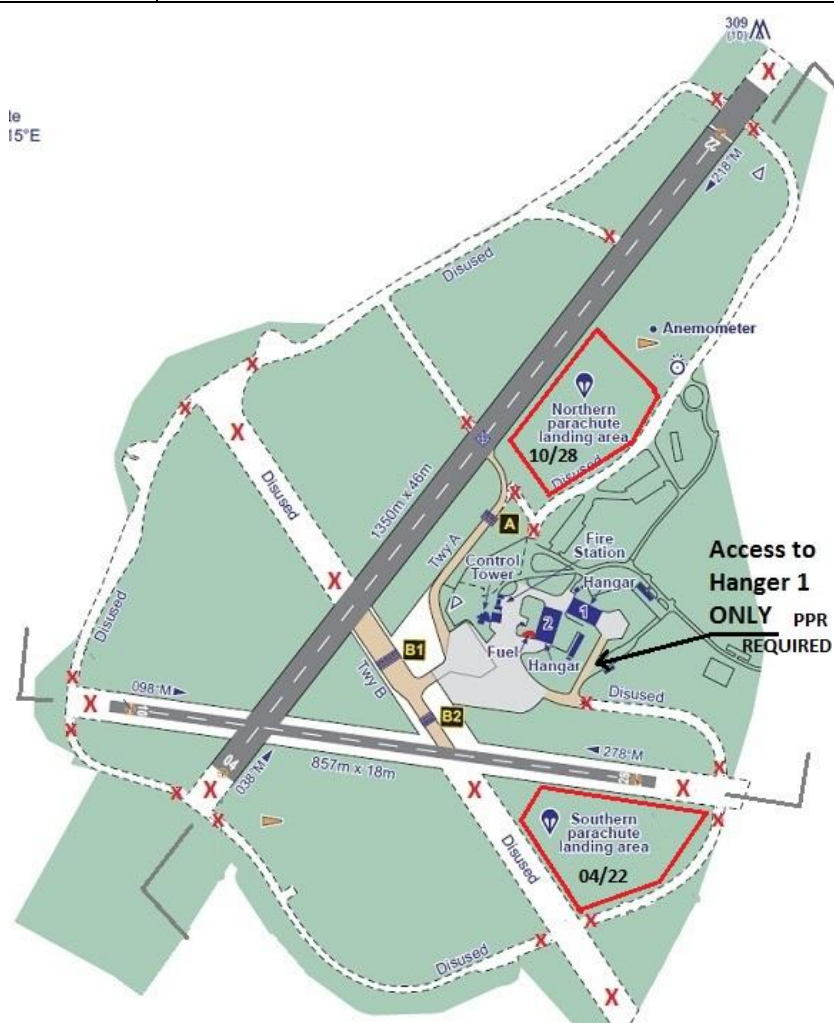 309
(10)
le
15°E
X
X
X
22
218°M
X
X
Disused
Anemometer
X
X
Northern
parachute
landing area
10/28
X
X
X
Disused
Disused
1350m x 46m
X
X
A
Twy A
Fire
Station
Control
Tower
Hangar
1
2
Fuel
Hangar
Access to
Hanger 1
ONLY PPR
REQUIRED
X
Disused
B1
Twy B
X
098°M
X
10
X
Disused
X
B2
278°M
X
28
X
04
038°M
857m x 18m
X
X
X
X
X
Southern
parachute
landing area
04/22
Disused
X
X
X
Disused
X